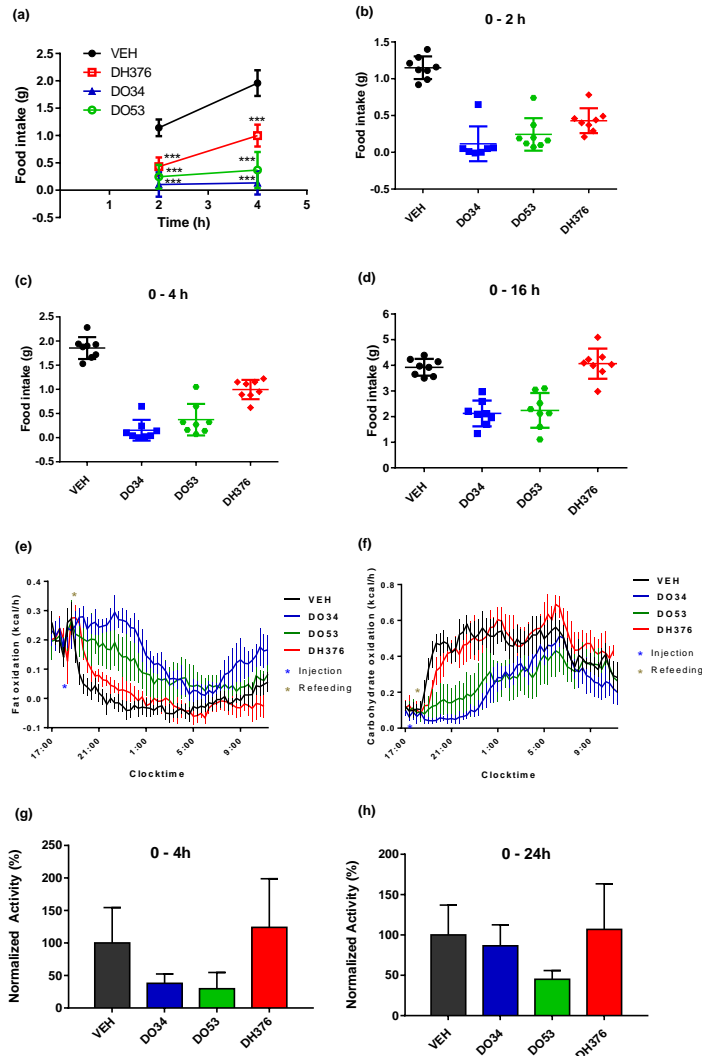 (a)
VEH
DH376
DO34
DO53
Food intake (g)
2.5
2.0
1.5
1.0
0.5
0.0
-0.5
***
***
***
***
***
***
1 2 3 4 5
Time (h)
(b)
0 - 2 h
Food intake (g)
1.5
1.0
0.5
0.0
-0.5
VEH DO34 DO53 DH376
(c)
0 - 4 h
Food intake (g)
2.5
2.0
1.5
1.0
0.5
0.0
-0.5
VEH DO34 DO53 DH376
(d)
0 - 16 h
Food intake (g)
6
5
4
3
2
1
0
VEH DO34 DO53 DH376
(e)
Fat oxidation (kcal/h)
0.4
0.3
0.2
0.1
0.0
-0.1
17:00 21:00 1:00 5:00 9:00
Clocktime
VEH
DO34
DO53
DH376
* Injection
* Refeeding
(f)
Carbohydrate oxidation (kcal/h)
0.8
0.6
0.4
0.2
0.0
17:00 21:00 1:00 5:00 9:00
Clocktime
VEH
DO34
DO53
DH376
* Injection
* Refeeding
(g)
0 - 4h
Normalized Activity (%)
250
200
150
100
50
0
VEH DO34 DO53 DH376
(h)
0 - 24h
Normalized Activity (%)
200
150
100
50
0
VEH DO34 DO53 DH376